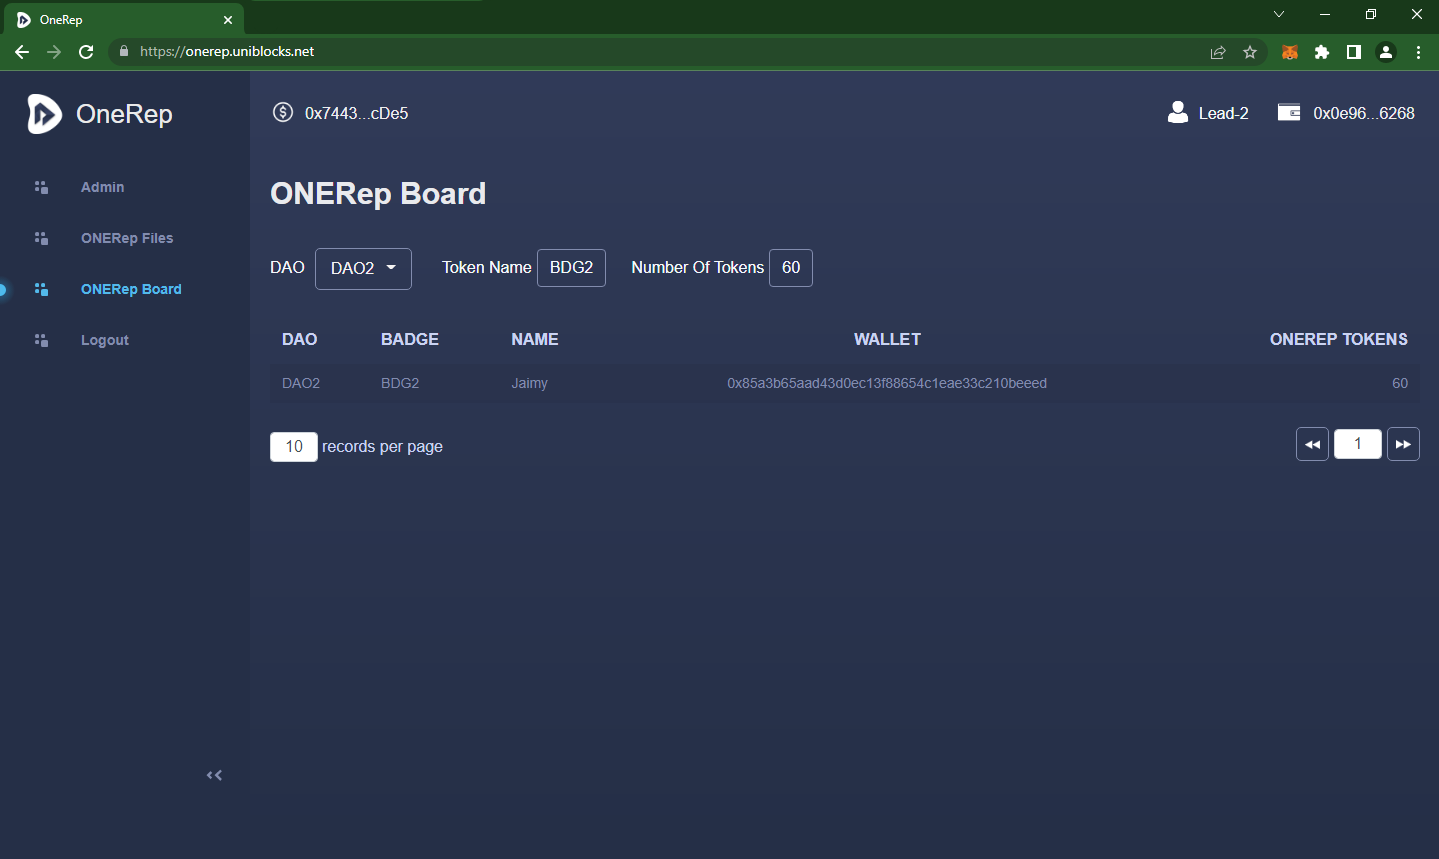 OneRep
https://onerep.uniblocks.net
OneRep
0x7443...cDe5
Lead-2
0x0e96...6268
Admin
ONERep Files
ONERep Board
Logout
ONERep Board
DAO DAO2 Token Name BDG2 Number Of Tokens 60
DAO BADGE NAME WALLET ONEREP TOKENS
DAO2 BDG2 Jaimy 0x85a3b65aad43d0ec13f88654c1eae33c210beeed 60
10 records per page
1